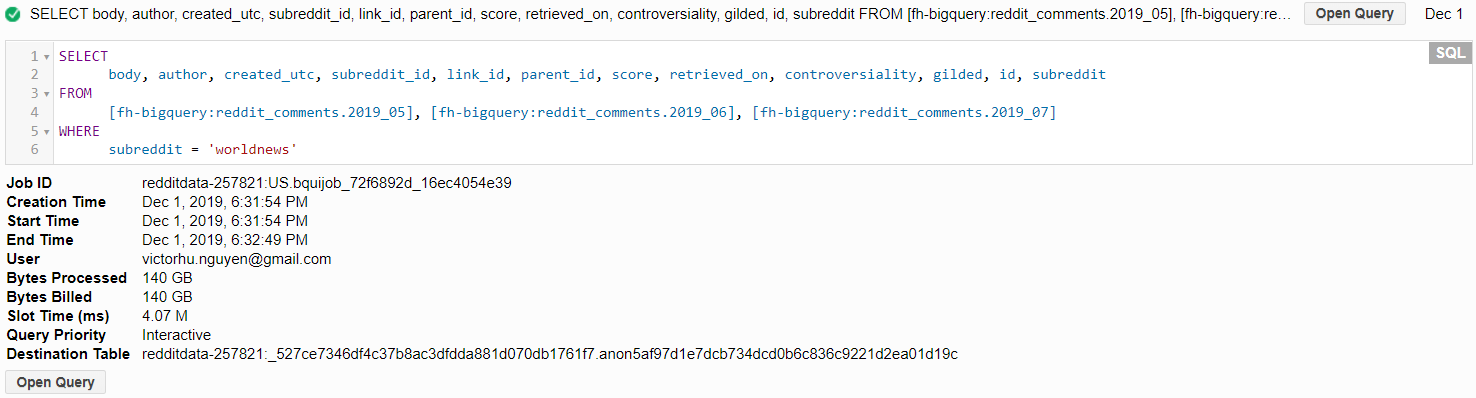 SELECT body, author, created_utc, subreddit_id, link_id, parent_id, score, retrieved_on, controversiality, gilded, id, subreddit FROM [fh-bigquery:reddit_comments.2019_05], [fh-bigquery:re... Open Query Dec 1
SQL
1 SELECT
2 body, author, created_utc, subreddit_id, link_id, parent_id, score, retrieved_on, controversiality, gilded, id, subreddit
3 FROM
4 [fh-bigquery:reddit_comments.2019_05], [fh-bigquery:reddit_comments.2019_06], [fh-bigquery:reddit_comments.2019_07]
5 WHERE
6 subreddit = 'worldnews'
Job ID redditdata-257821:US.bquijob_72f6892d_16ec4054e39
Creation Time Dec 1, 2019, 6:31:54 PM
Start Time Dec 1, 2019, 6:31:54 PM
End Time Dec 1, 2019, 6:32:49 PM
User victorhu.nguyen@gmail.com
Bytes Processed 140 GB
Bytes Billed 140 GB
Slot Time (ms) 4.07 M
Query Priority Interactive
Destination Table redditdata-257821:_527ce7346df4c37b8ac3dfdda881d070db1761f7.anon5af97d1e7dcb734dcd0b6c836c9221d2ea01d19c
Open Query